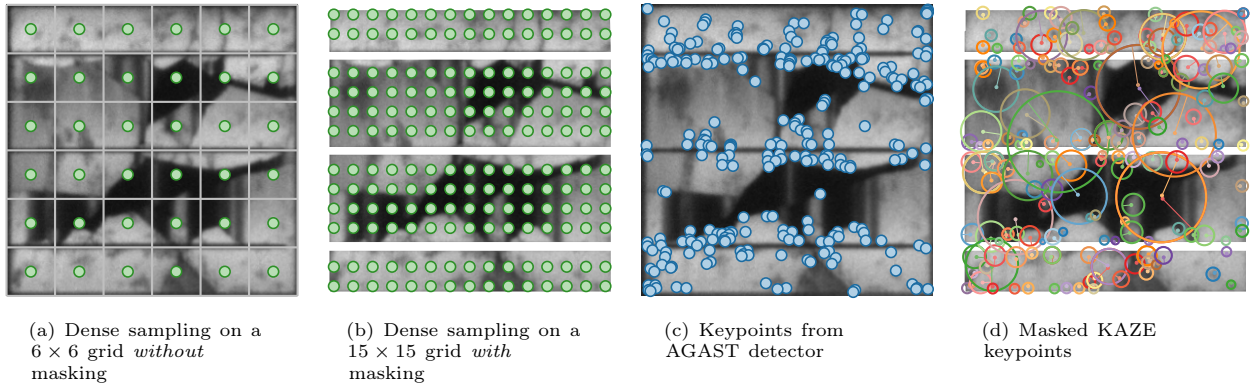 (a) Dense sampling on a
6 × 6 grid without
masking
(b) Dense sampling on a
15 × 15 grid with
masking
(c) Keypoints from
AGAST detector
(d) Masked KAZE
keypoints